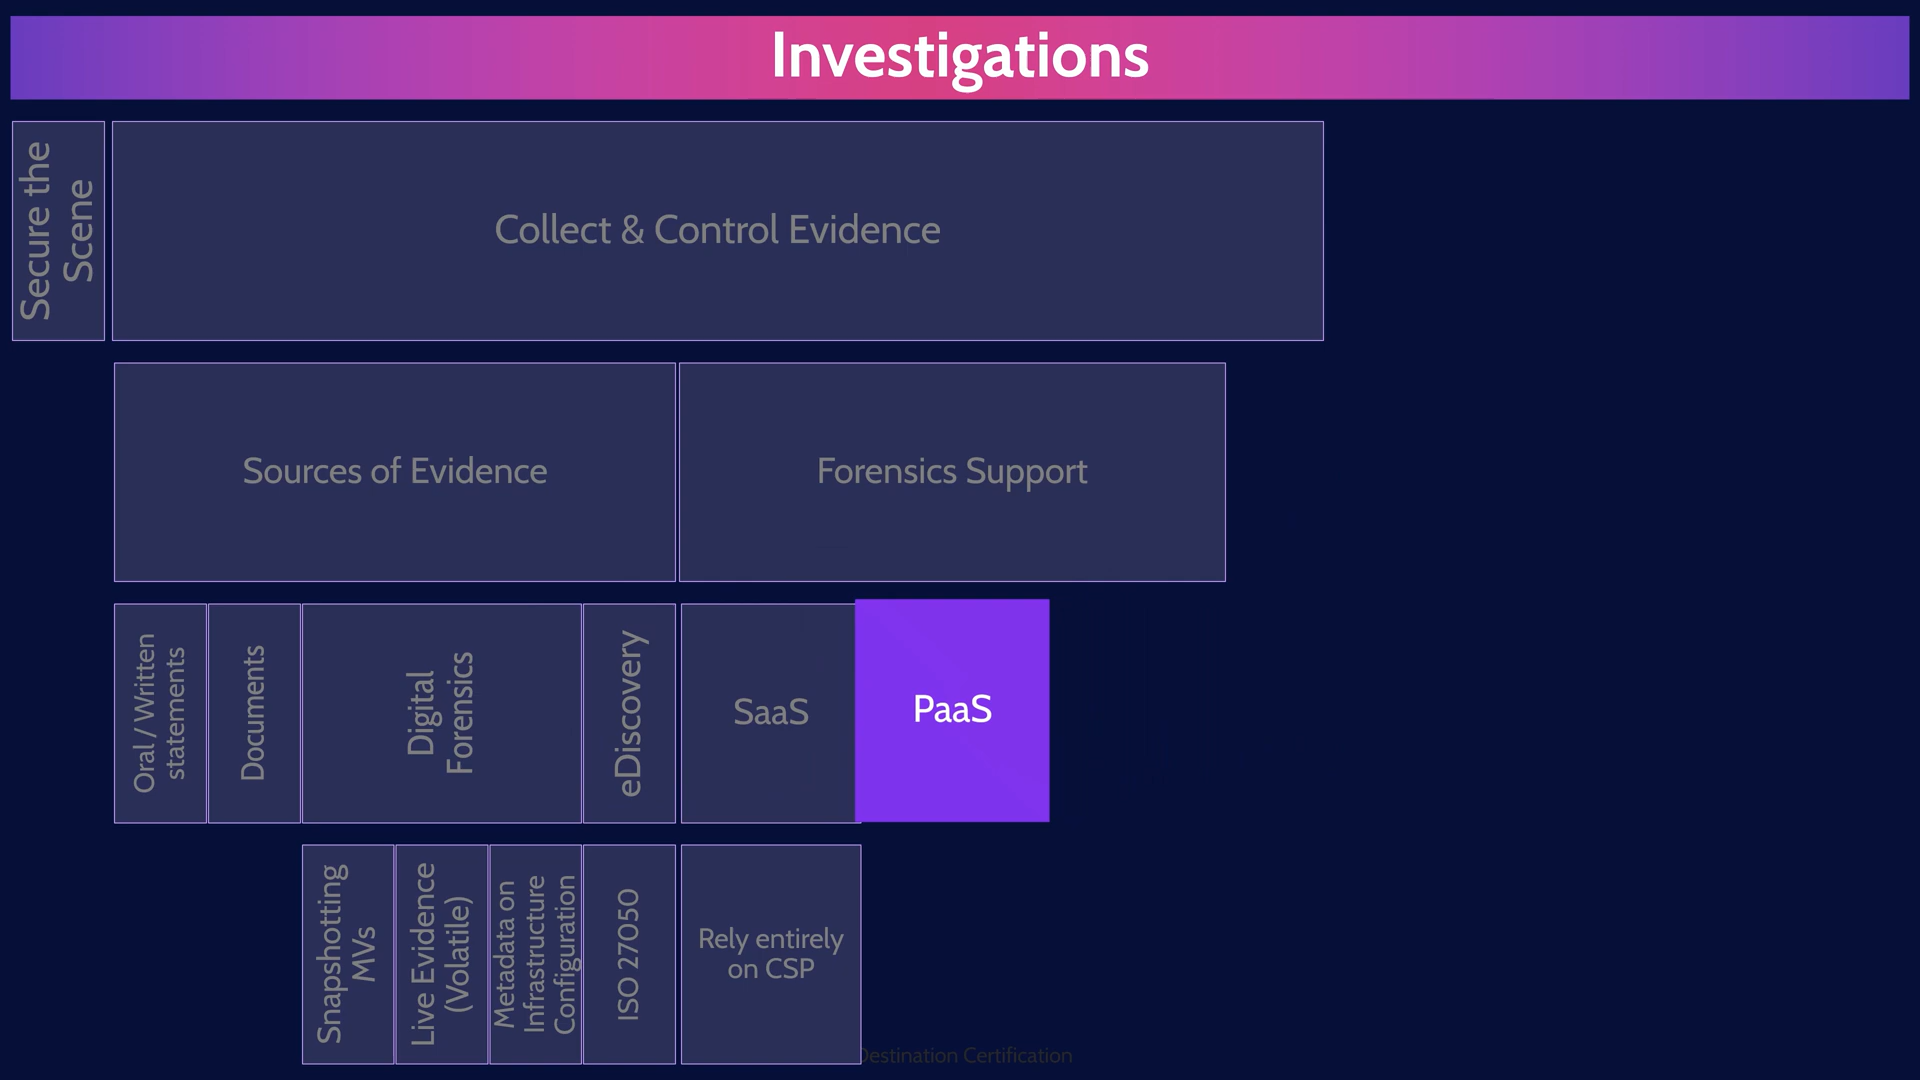 Investigations
Secure the
Scene
Collect & Control Evidence
Sources of Evidence
Forensics Support
Oral / Written
statements
Documents
Digital
Forensics
eDiscovery
SaaS
PaaS
Snapshotting
MVs
Live Evidence
(Volatile)
Metadata on
Infrastructure
Configuration
ISO 27050
Rely entirely
on CSP
Destination Certification